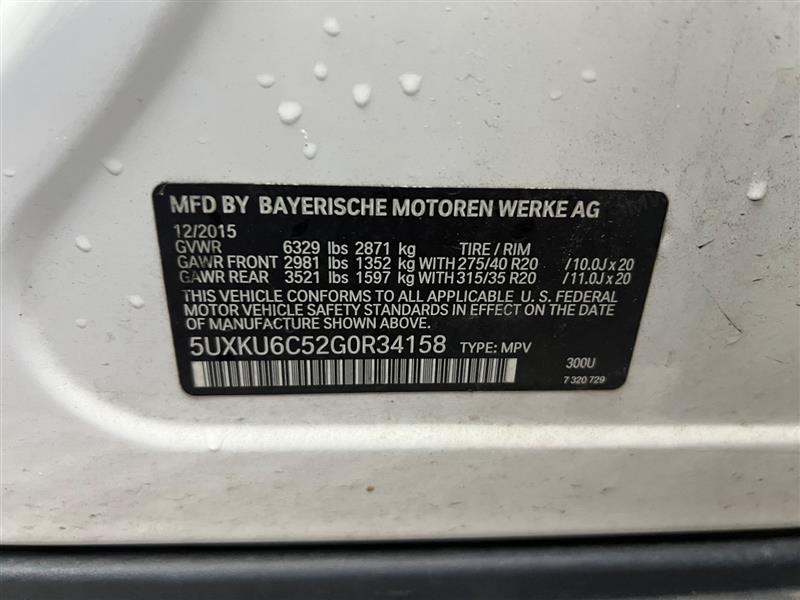 MFD BY BAYERISCHE MOTOREN WERKE AG
12/2015
GVWR 6329 lbs 2871 kg TIRE / RIM
GAWR FRONT 2981 lbs 1352 kg WITH 275/40 R20 /10.0J x 20
GAWR REAR 3521 lbs 1597 kg WITH 315/35 R20 /11.0J x 20
THIS VEHICLE CONFORMS TO ALL APPLICABLE U. S. FEDERAL
MOTOR VEHICLE SAFETY STANDARDS IN EFFECT ON THE DATE
OF MANUFACTURE SHOWN ABOVE.
5UXKU6C52G0R34158 TYPE: MPV 300U
7 320 729